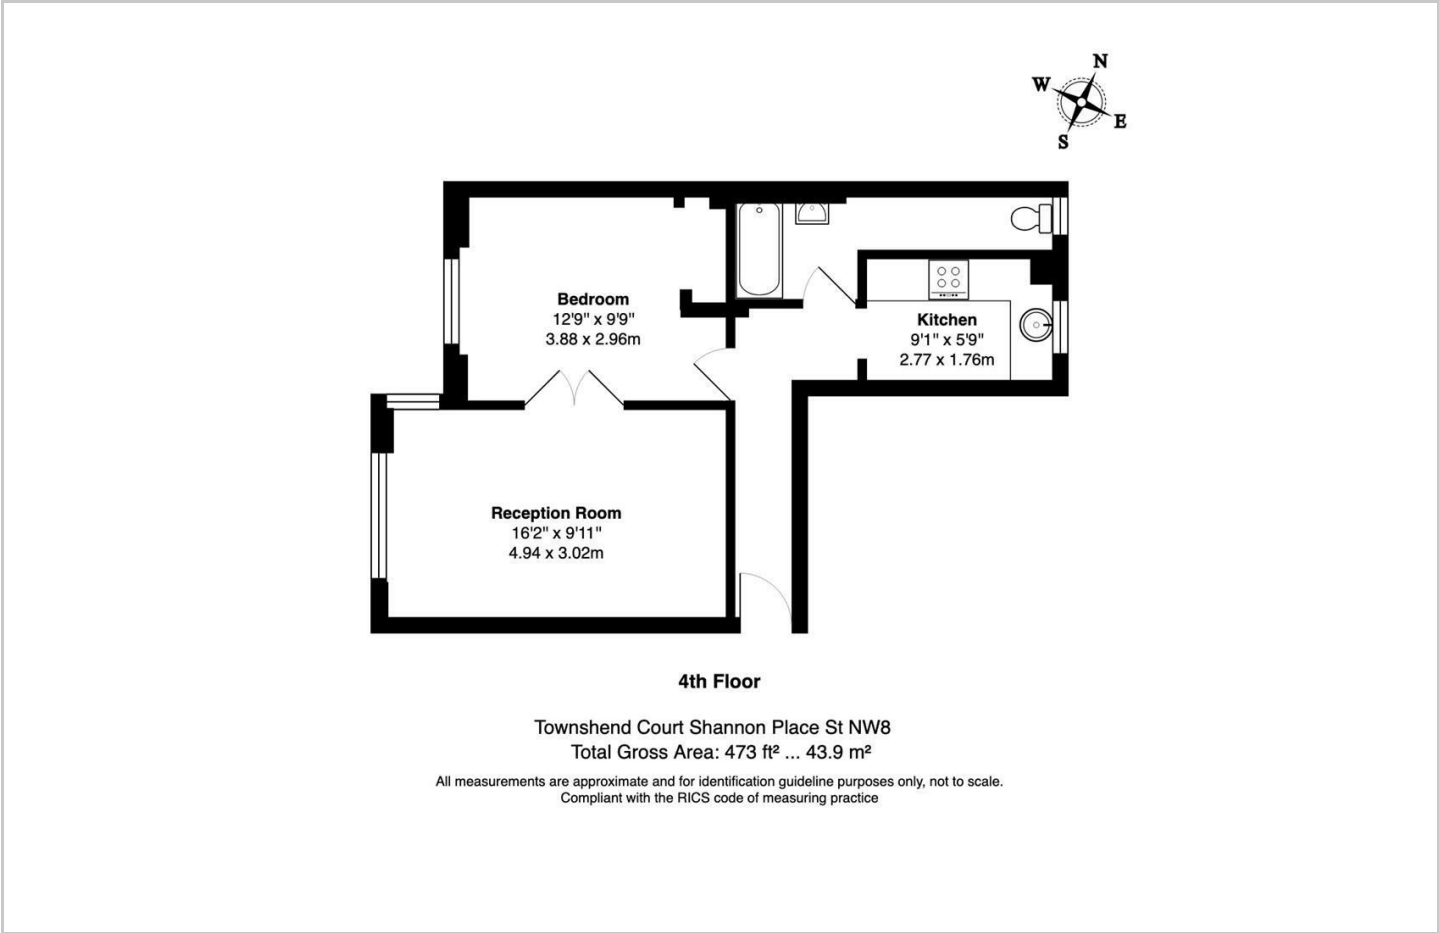 N
W
E
S
Bedroom
12'9" x 9'9"
3.88 x 2.96m
Kitchen
9'1" x 5'9"
2.77 x 1.76m
Reception Room
16'2" x 9'11"
4.94 x 3.02m
4th Floor
Townshend Court Shannon Place St NW8
Total Gross Area: 473 ft² ... 43.9 m²
All measurements are approximate and for identification guideline purposes only, not to scale.
Compliant with the RICS code of measuring practice